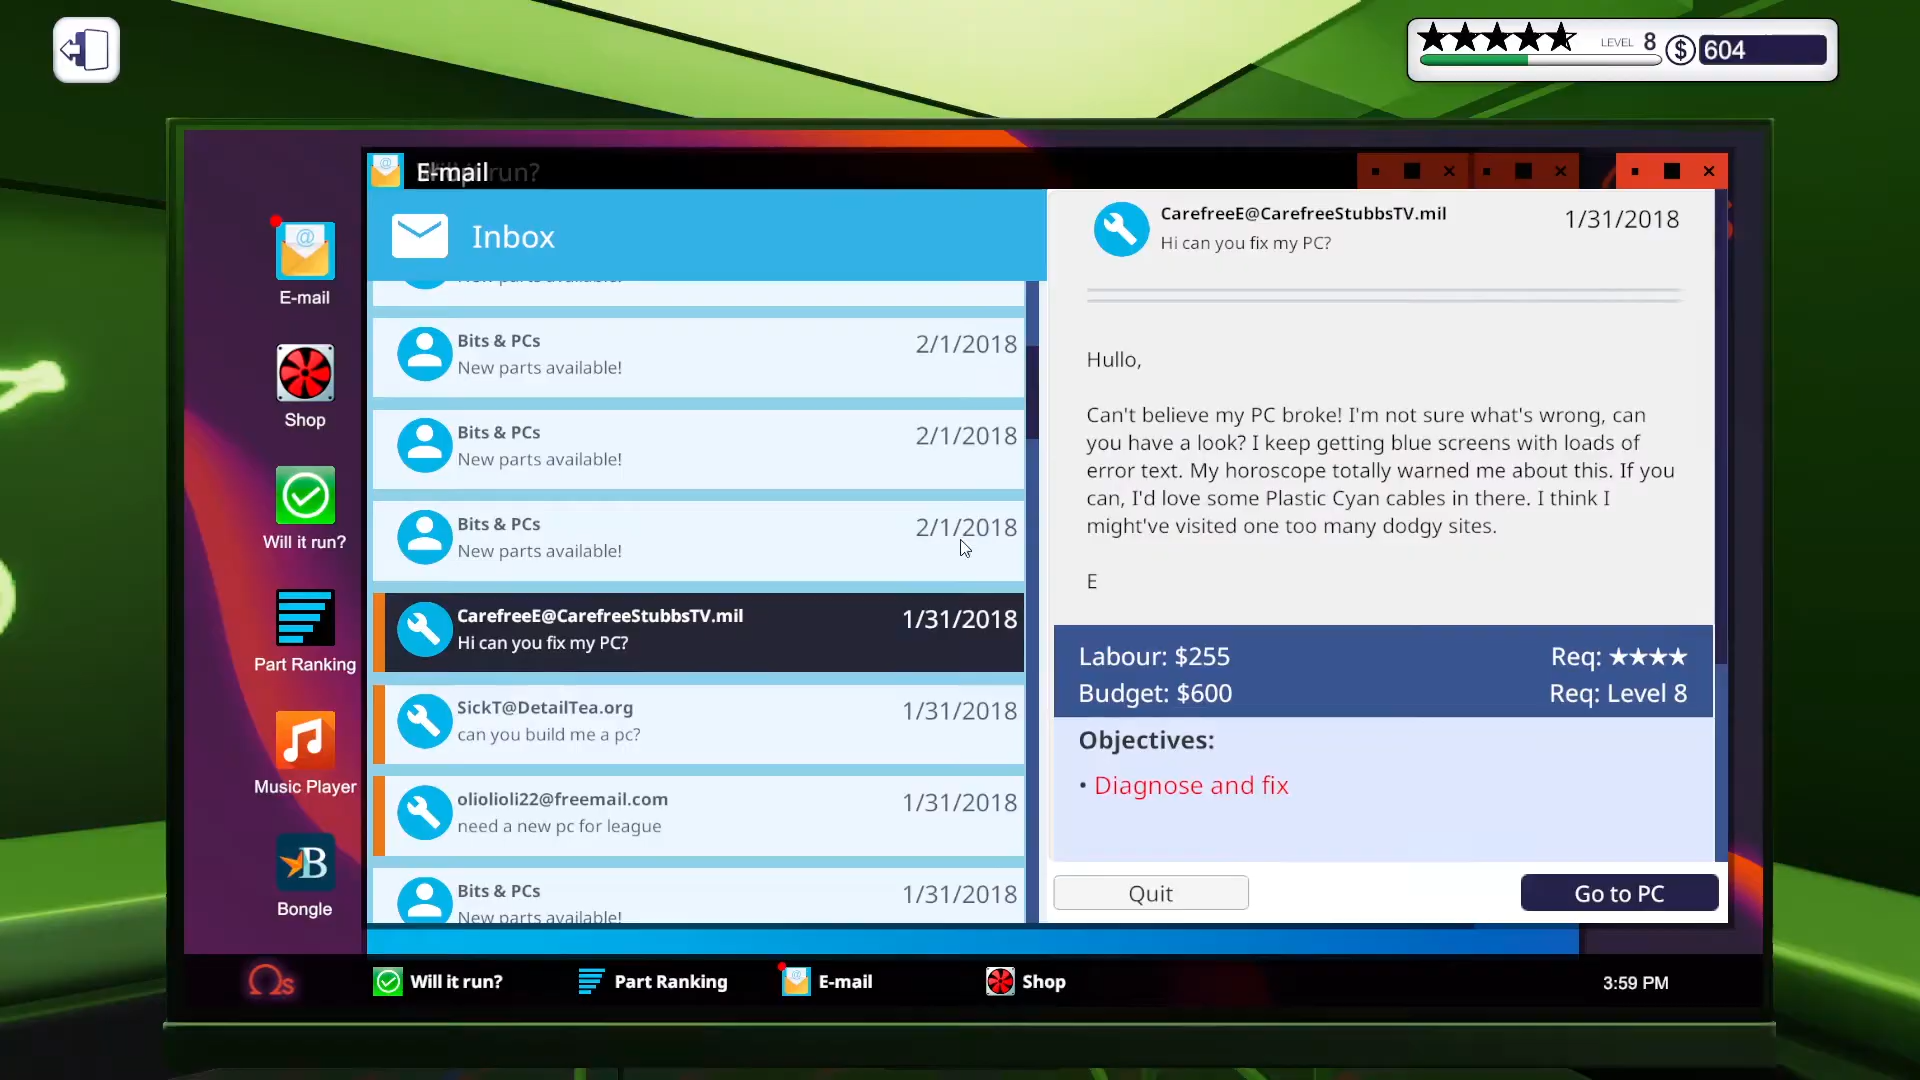 LEVEL 8
$ 604
E-mail
Inbox
CarefreeE@CarefreeStubbsTV.mil
Hi can you fix my PC?
1/31/2018
Bits & PCs
New parts available!
2/1/2018
Bits & PCs
New parts available!
2/1/2018
Bits & PCs
New parts available!
2/1/2018
CarefreeE@CarefreeStubbsTV.mil
Hi can you fix my PC?
1/31/2018
SickT@DetailTea.org
can you build me a pc?
1/31/2018
oliolioli22@freemail.com
need a new pc for league
1/31/2018
Bits & PCs
New parts available!
1/31/2018
Hullo,
Can't believe my PC broke! I'm not sure what's wrong, can
you have a look? I keep getting blue screens with loads of
error text. My horoscope totally warned me about this. If you
can, I'd love some Plastic Cyan cables in there. I think I
might've visited one too many dodgy sites.
E
Labour: $255
Req: ★★★★
Budget: $600
Req: Level 8
Objectives:
• Diagnose and fix
Quit
Go to PC
E-mail
Shop
Will it run?
Part Ranking
Music Player
B
Bongle
Ωs
Will it run?
Part Ranking
E-mail
Shop
3:59 PM